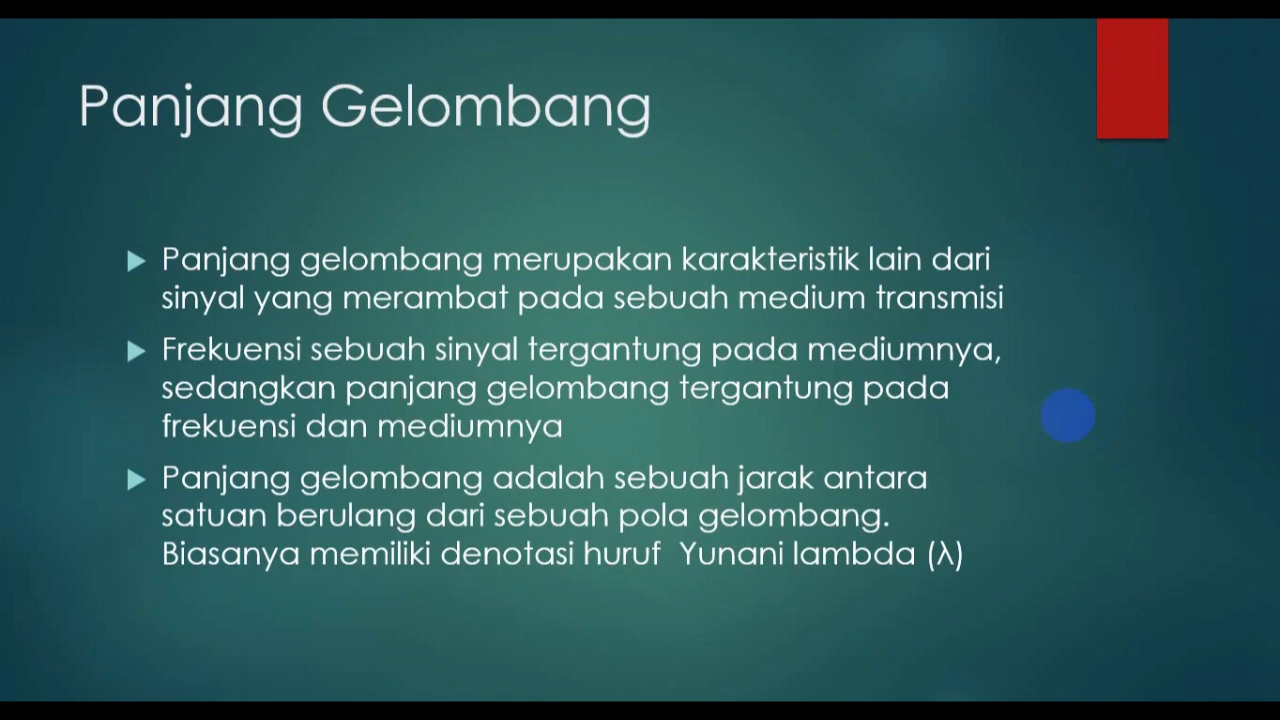 Panjang Gelombang
Panjang gelombang merupakan karakteristik lain dari
sinyal yang merambat pada sebuah medium transmisi
Frekuensi sebuah sinyal tergantung pada mediumnya,
sedangkan panjang gelombang tergantung pada
frekuensi dan mediumnya
Panjang gelombang adalah sebuah jarak antara
satuan berulang dari sebuah pola gelombang.
Biasanya memiliki denotasi huruf  Yunani lambda (λ)